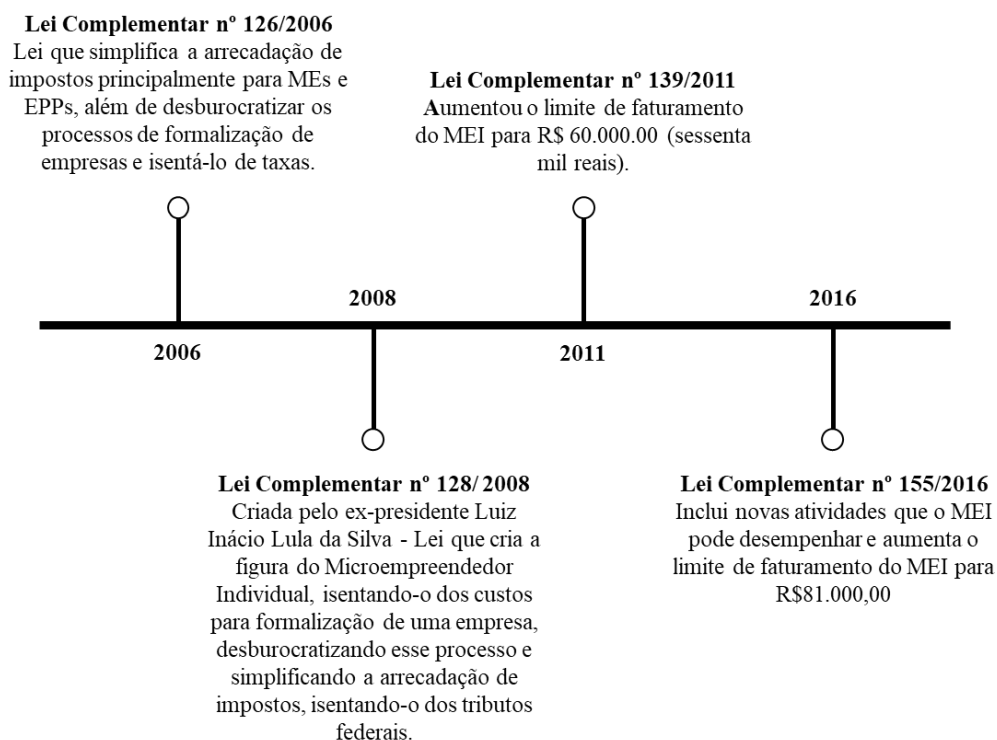 Lei Complementar nº 126/2006
Lei que simplifica a arrecadação de
impostos principalmente para MEs e
EPPs, além de desburocratizar os
processos de formalização de
empresas e isentá-lo de taxas.
Lei Complementar nº 139/2011
Aumentou o limite de faturamento
do MEI para R$ 60.000.00 (sessenta
mil reais).
2008
2016
2006
2011
Lei Complementar nº 128/ 2008
Criada pelo ex-presidente Luiz
Inácio Lula da Silva - Lei que cria a
figura do Microempreendedor
Individual, isentando-o dos custos
para formalização de uma empresa,
desburocratizando esse processo e
simplificando a arrecadação de
impostos, isentando-o dos tributos
federais.
Lei Complementar nº 155/2016
Inclui novas atividades que o MEI
pode desempenhar e aumenta o
limite de faturamento do MEI para
R$81.000,00